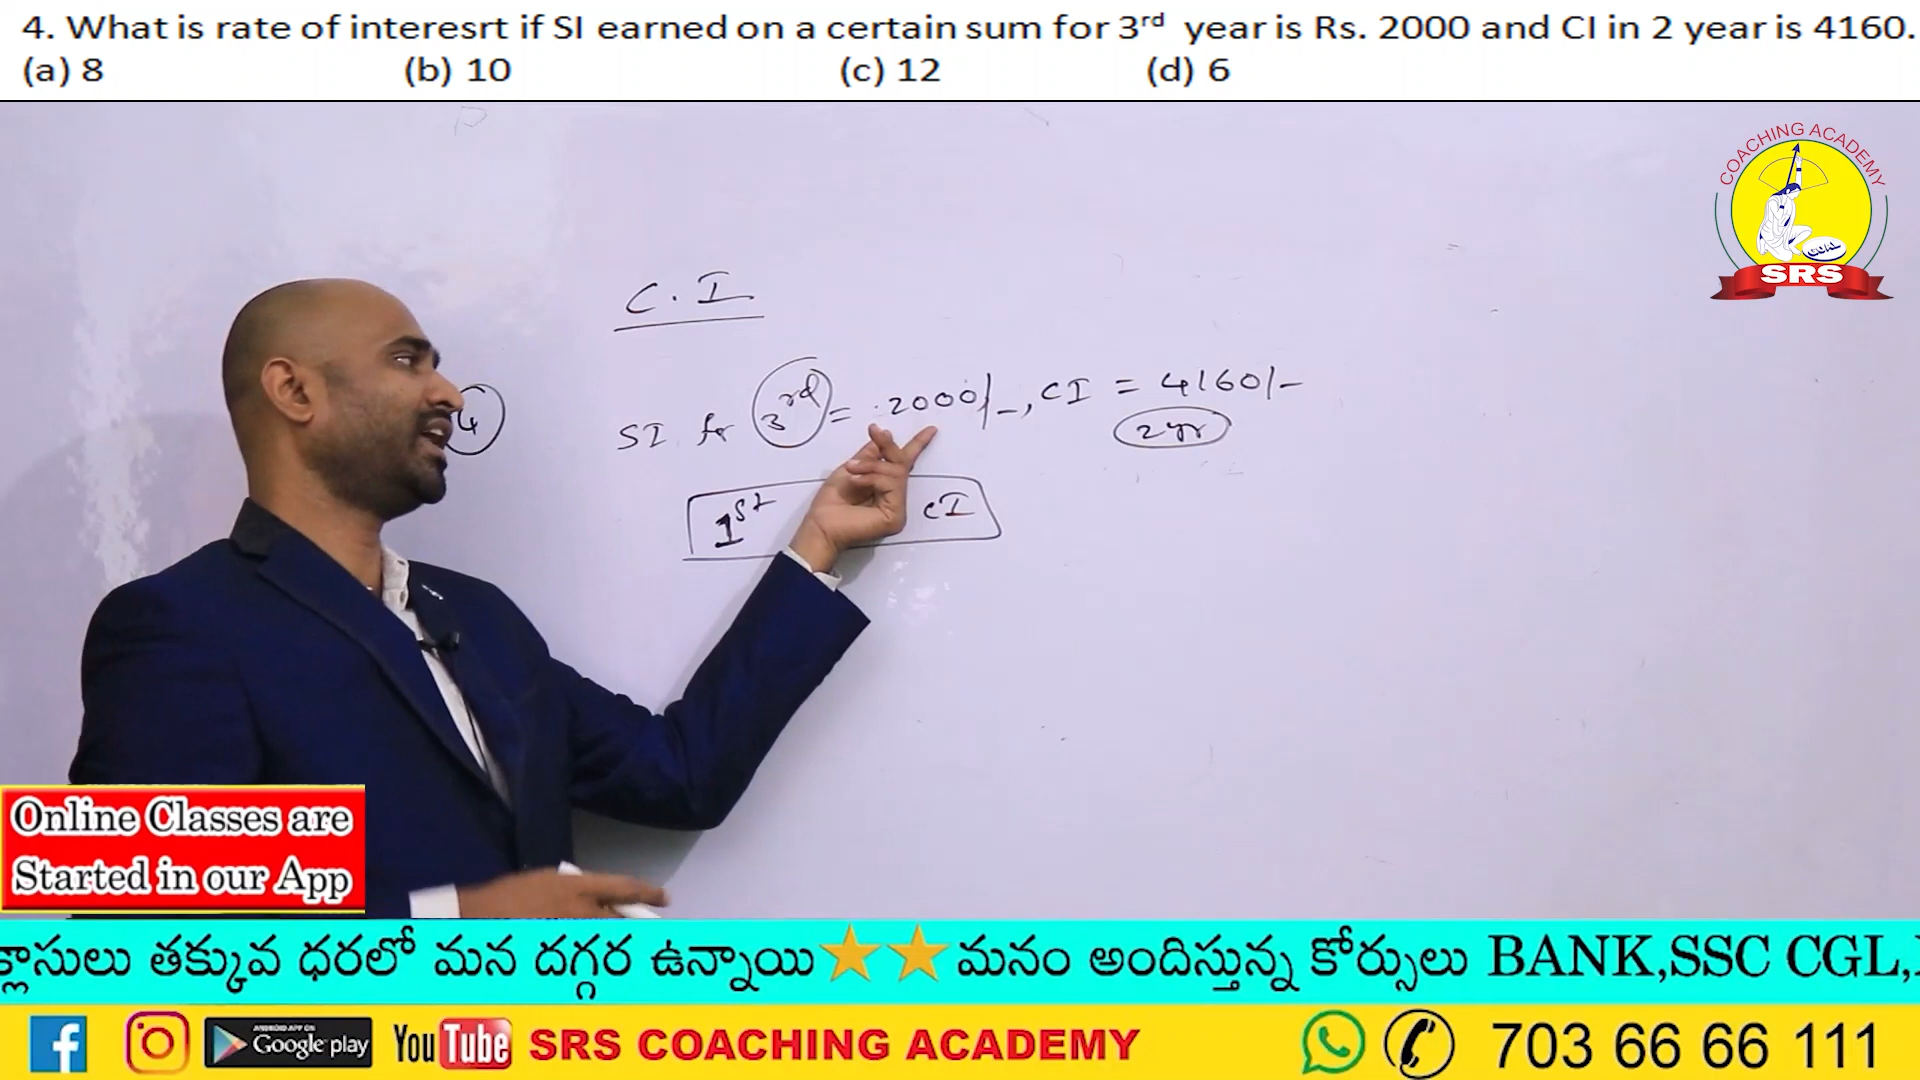 4. What is rate of interesrt if SI earned on a certain sum for 3rd year is Rs. 2000 and CI in 2 year is 4160.
(a) 8 (b) 10 (c) 12 (d) 6
COACHING ACADEMY
SRS
C.I
4
SI for 3rd = 2000/-, CI = 4160/-
2yr
1st CI
Online Classes are
Started in our App
క్లాసులు తక్కువ ధరలో మన దగ్గర ఉన్నాయి మనం అందిస్తున్న కోర్సులు BANK,SSC CGL,
ANDROID APP ON
Google play
YouTube SRS COACHING ACADEMY 703 66 66 111